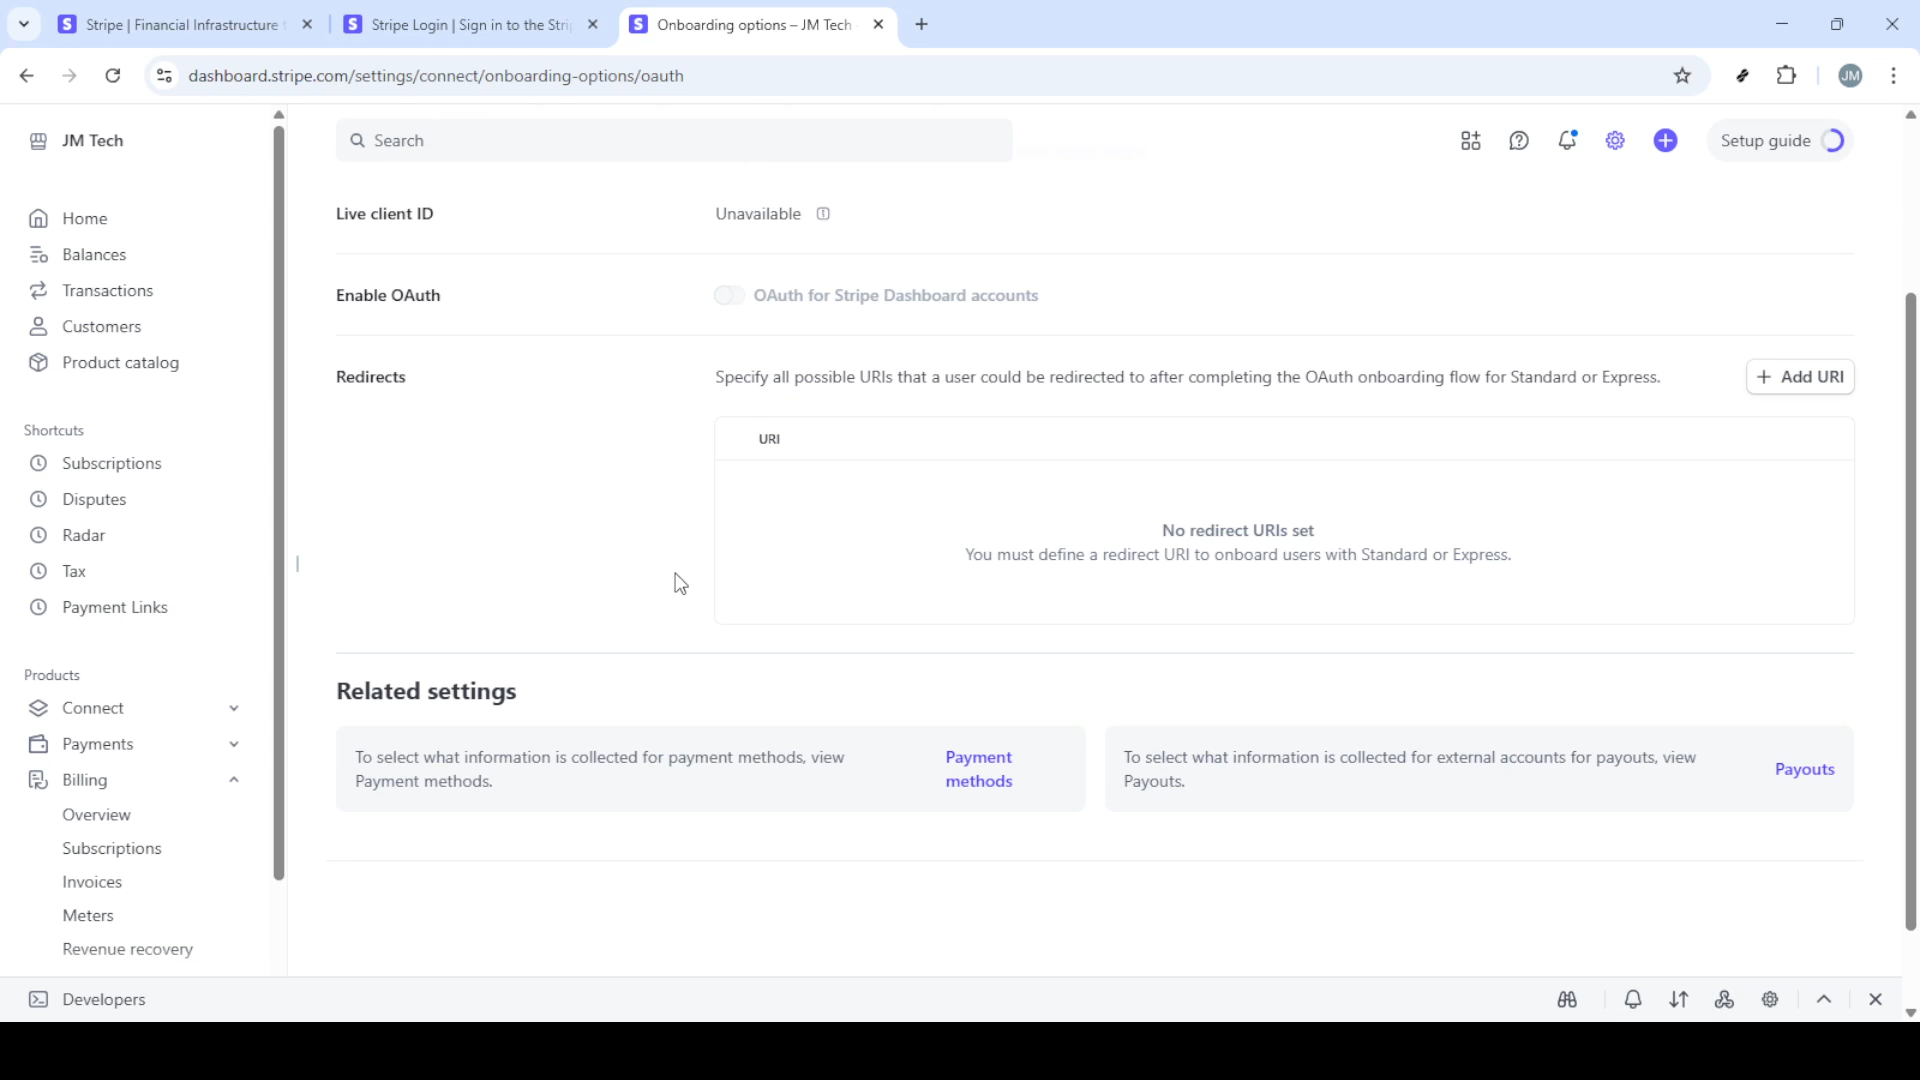 Stripe | Financial Infrastructure
Stripe Login | Sign in to the Stri
Onboarding options – JM Tech
dashboard.stripe.com/settings/connect/onboarding-options/oauth
JM
JM Tech
Search
Setup guide
Home
Balances
Transactions
Customers
Product catalog
Shortcuts
Subscriptions
Disputes
Radar
Tax
Payment Links
Products
Connect
Payments
Billing
Overview
Subscriptions
Invoices
Meters
Revenue recovery
Live client ID
Unavailable
Enable OAuth
OAuth for Stripe Dashboard accounts
Redirects
Specify all possible URIs that a user could be redirected to after completing the OAuth onboarding flow for Standard or Express.
+ Add URI
URI
No redirect URIs set
You must define a redirect URI to onboard users with Standard or Express.
Related settings
To select what information is collected for payment methods, view
Payment methods.
Payment
methods
To select what information is collected for external accounts for payouts, view
Payouts.
Payouts
Developers